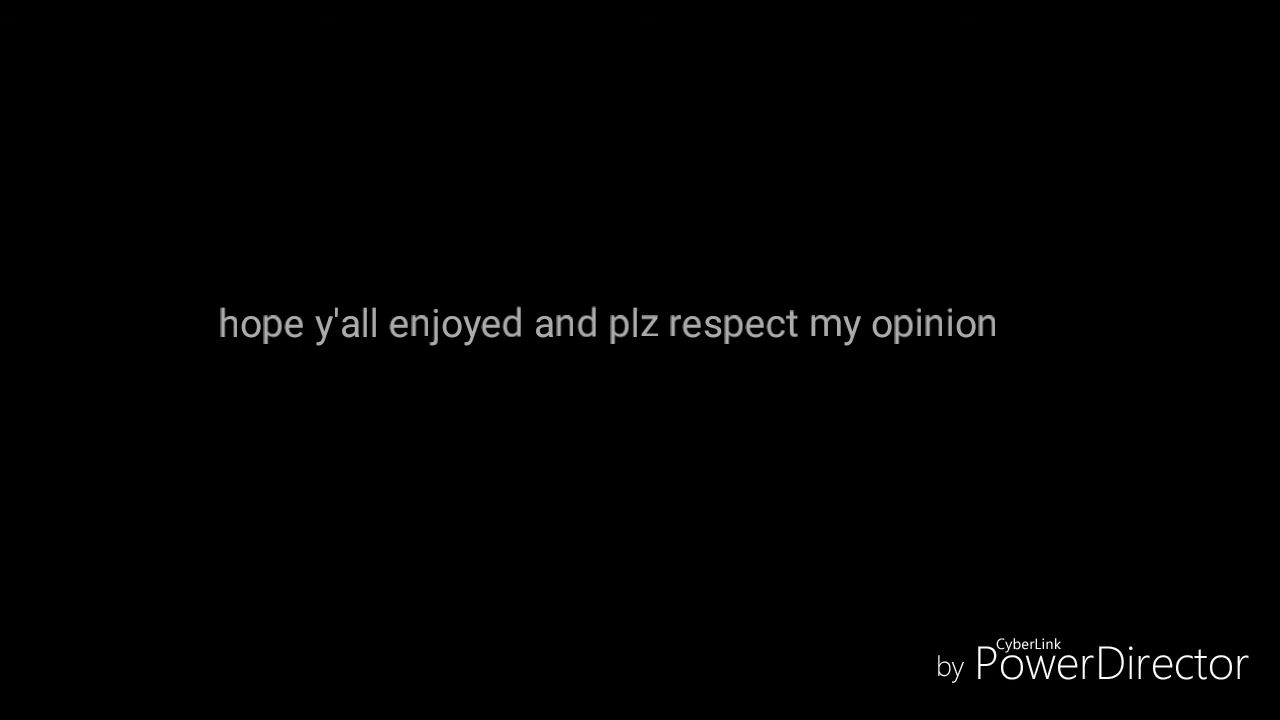 hope y'all enjoyed and plz respect my opinion
CyberLink
by PowerDirector